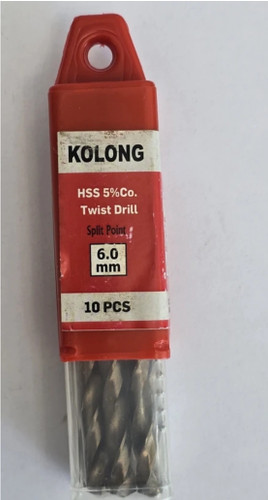 KOLONG
HSS 5%Co.
Twist Drill
Split Point
6.0
mm
10 PCS